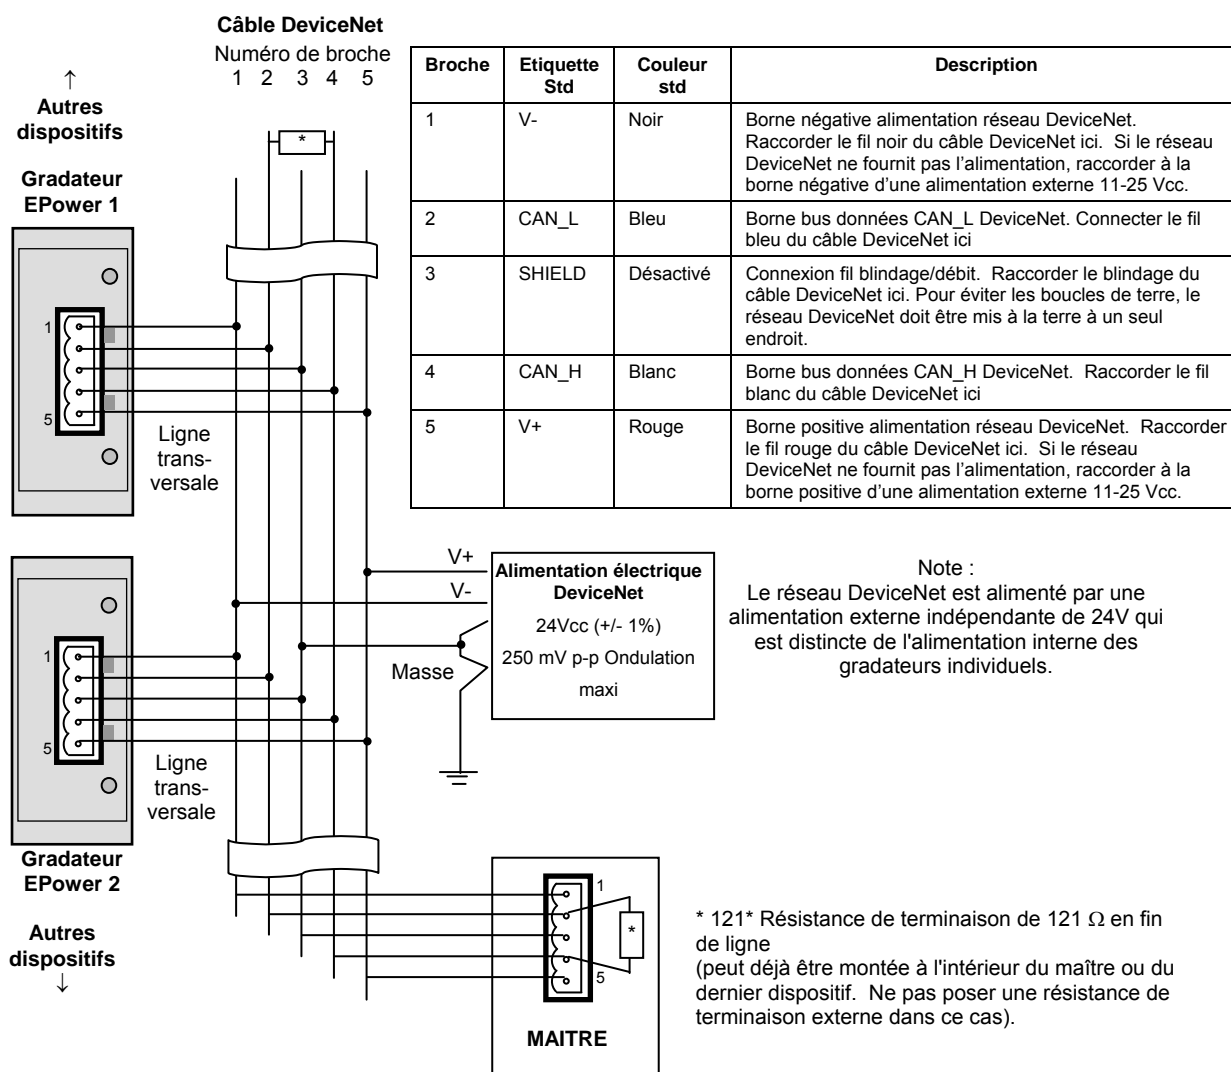 Câble DeviceNet
Numéro de broche
1 2 3 4 5
↑
Autres
dispositifs
*
Gradateur
EPower 1
1
5
Ligne
trans-
versale
Broche Etiquette Std Couleur std Description
1 V- Noir Borne négative alimentation réseau DeviceNet.
Raccorder le fil noir du câble DeviceNet ici. Si le réseau
DeviceNet ne fournit pas l’alimentation, raccorder à la
borne négative d’une alimentation externe 11-25 Vcc.
2 CAN_L Bleu Borne bus données CAN_L DeviceNet. Connecter le fil
bleu du câble DeviceNet ici
3 SHIELD Désactivé Connexion fil blindage/débit. Raccorder le blindage du
câble DeviceNet ici. Pour éviter les boucles de terre, le
réseau DeviceNet doit être mis à la terre à un seul
endroit.
4 CAN_H Blanc Borne bus données CAN_H DeviceNet. Raccorder le fil
blanc du câble DeviceNet ici
5 V+ Rouge Borne positive alimentation réseau DeviceNet. Raccorder
le fil rouge du câble DeviceNet ici. Si le réseau
DeviceNet ne fournit pas l’alimentation, raccorder à la
borne positive d’une alimentation externe 11-25 Vcc.
V+
V-
Masse
Alimentation électrique
DeviceNet
24Vcc (+/- 1%)
250 mV p-p Ondulation
maxi
Note :
Le réseau DeviceNet est alimenté par une
alimentation externe indépendante de 24V qui
est distincte de l'alimentation interne des
gradateurs individuels.
1
5
Ligne
trans-
versale
Gradateur
EPower 2
Autres
dispositifs
↓
1
*
5
MAITRE
* 121* Résistance de terminaison de 121 Ω en fin
de ligne
(peut déjà être montée à l'intérieur du maître ou du
dernier dispositif. Ne pas poser une résistance de
terminaison externe dans ce cas).